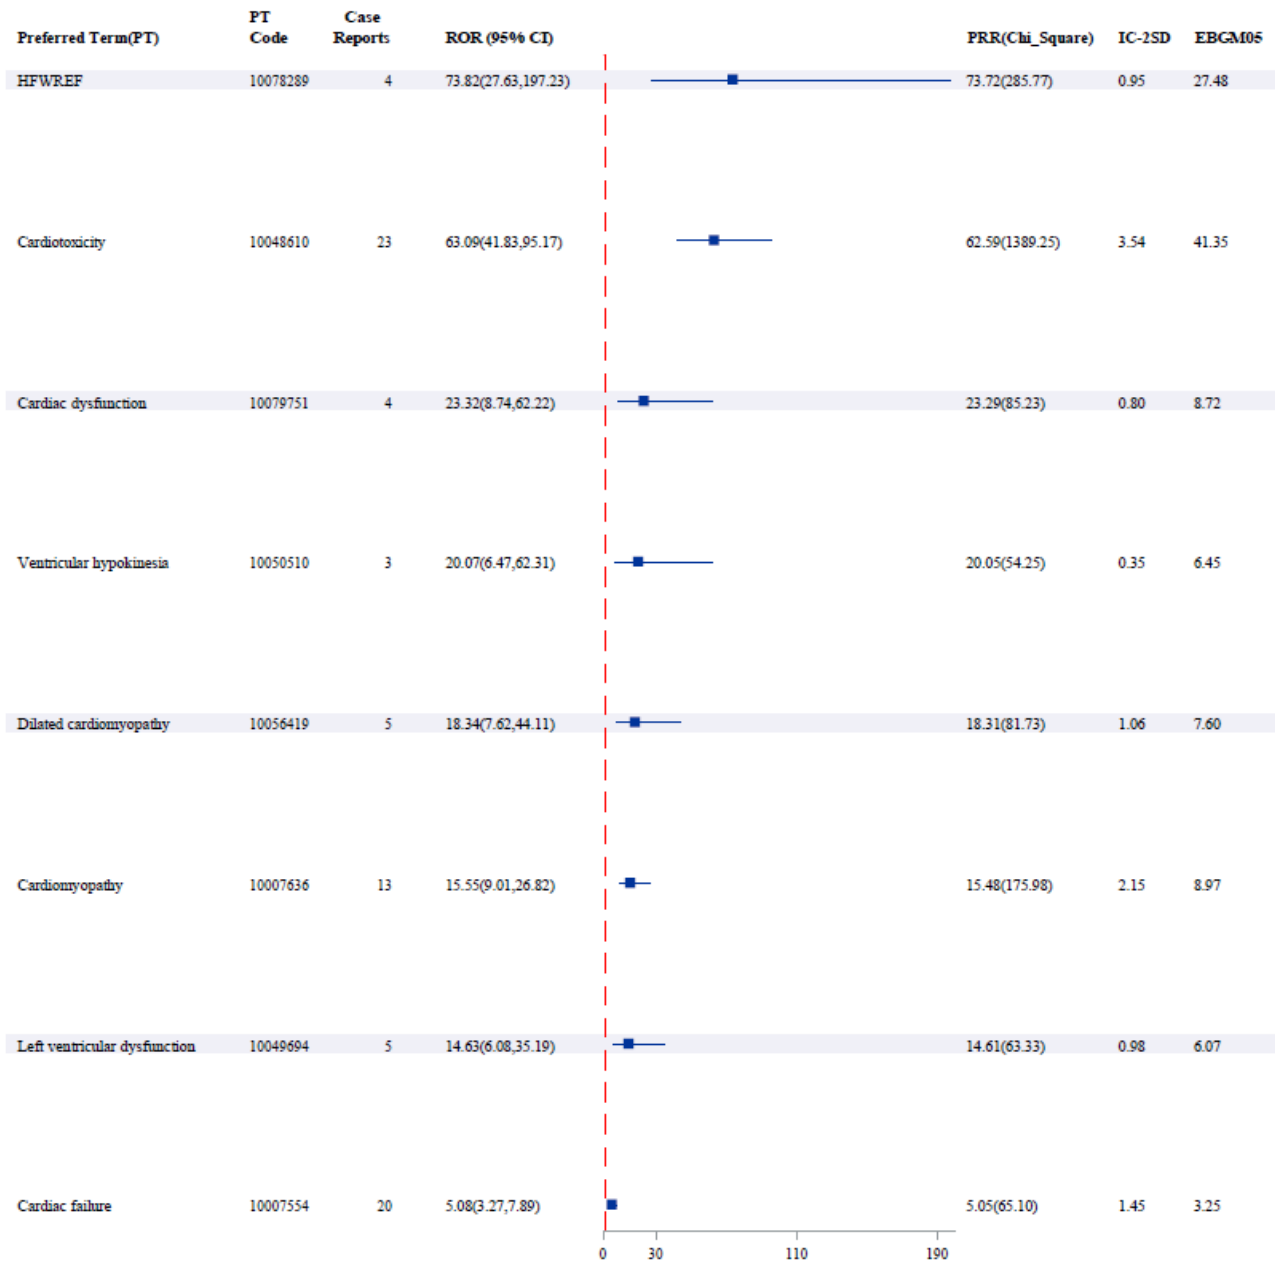 Preferred Term(PT) PT Code Case Reports ROR (95% CI) PRR(Chi_Square) IC-2SD EBGM05
HFWREF 10078289 4 73.82(27.63,197.23) 73.72(285.77) 0.95 27.48
Cardiotoxicity 10048610 23 63.09(41.83,95.17) 62.59(1389.25) 3.54 41.35
Cardiac dysfunction 10079751 4 23.32(8.74,62.22) 23.29(85.23) 0.80 8.72
Ventricular hypokinesia 10050510 3 20.07(6.47,62.31) 20.05(54.25) 0.35 6.45
Dilated cardiomyopathy 10056419 5 18.34(7.62,44.11) 18.31(81.73) 1.06 7.60
Cardiomyopathy 10007636 13 15.55(9.01,26.82) 15.48(175.98) 2.15 8.97
Left ventricular dysfunction 10049694 5 14.63(6.08,35.19) 14.61(63.33) 0.98 6.07
Cardiac failure 10007554 20 5.08(3.27,7.89) 5.05(65.10) 1.45 3.25
0 30 110 190